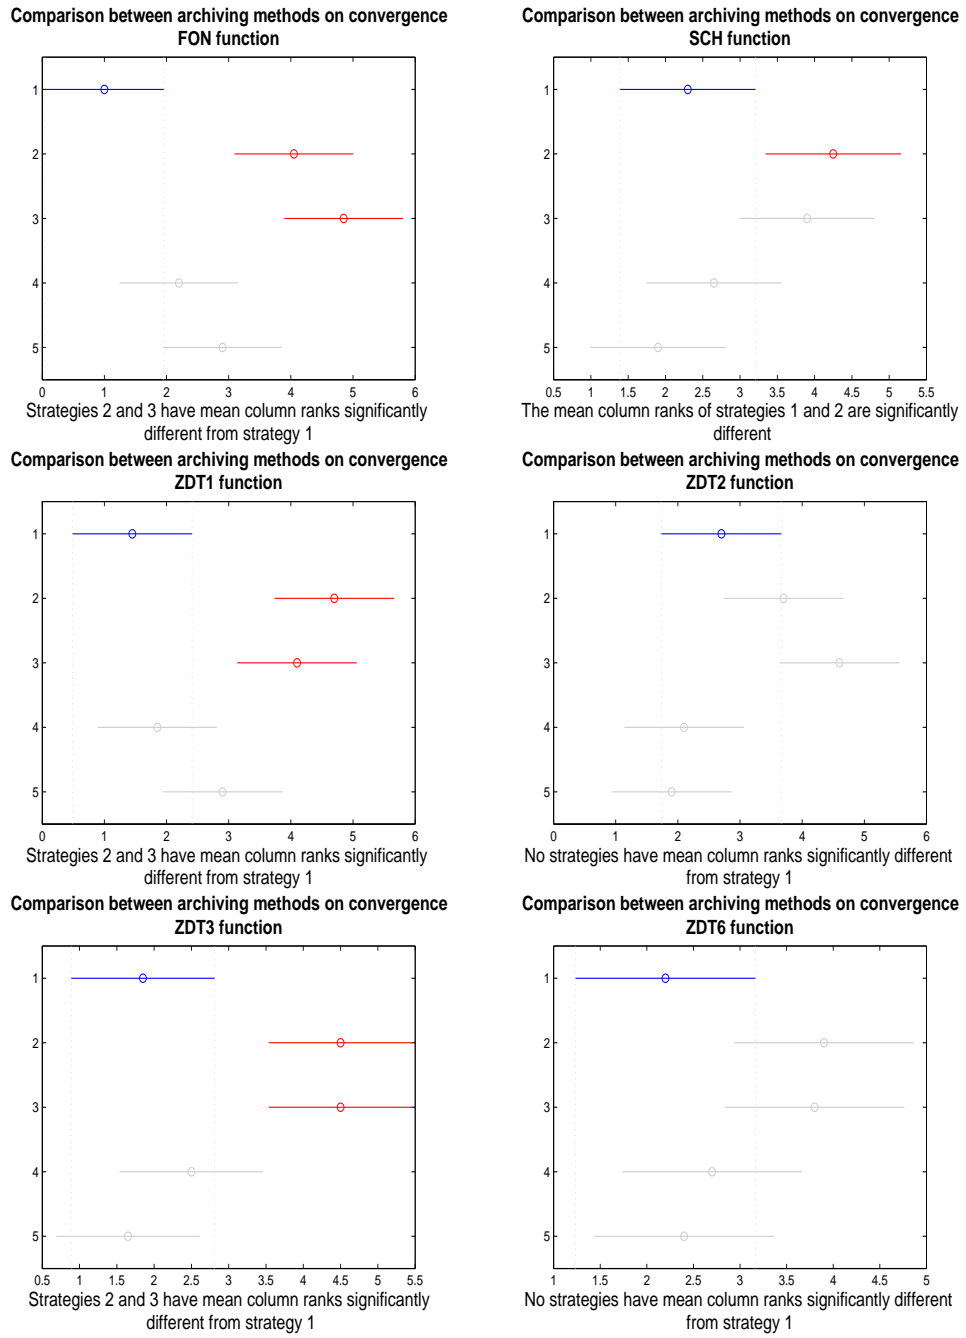 Comparison between archiving methods on convergence
FON function
1
2
3
4
5
0 1 2 3 4 5 6
Strategies 2 and 3 have mean column ranks significantly
different from strategy 1
Comparison between archiving methods on convergence
SCH function
1
2
3
4
5
0.5 1 1.5 2 2.5 3 3.5 4 4.5 5 5.5
The mean column ranks of strategies 1 and 2 are significantly
different
Comparison between archiving methods on convergence
ZDT1 function
1
2
3
4
5
0 1 2 3 4 5 6
Strategies 2 and 3 have mean column ranks significantly
different from strategy 1
Comparison between archiving methods on convergence
ZDT2 function
1
2
3
4
5
0 1 2 3 4 5 6
No strategies have mean column ranks significantly different
from strategy 1
Comparison between archiving methods on convergence
ZDT3 function
1
2
3
4
5
0.5 1 1.5 2 2.5 3 3.5 4 4.5 5 5.5
Strategies 2 and 3 have mean column ranks significantly
different from strategy 1
Comparison between archiving methods on convergence
ZDT6 function
1
2
3
4
5
1 1.5 2 2.5 3 3.5 4 4.5 5
No strategies have mean column ranks significantly different
from strategy 1